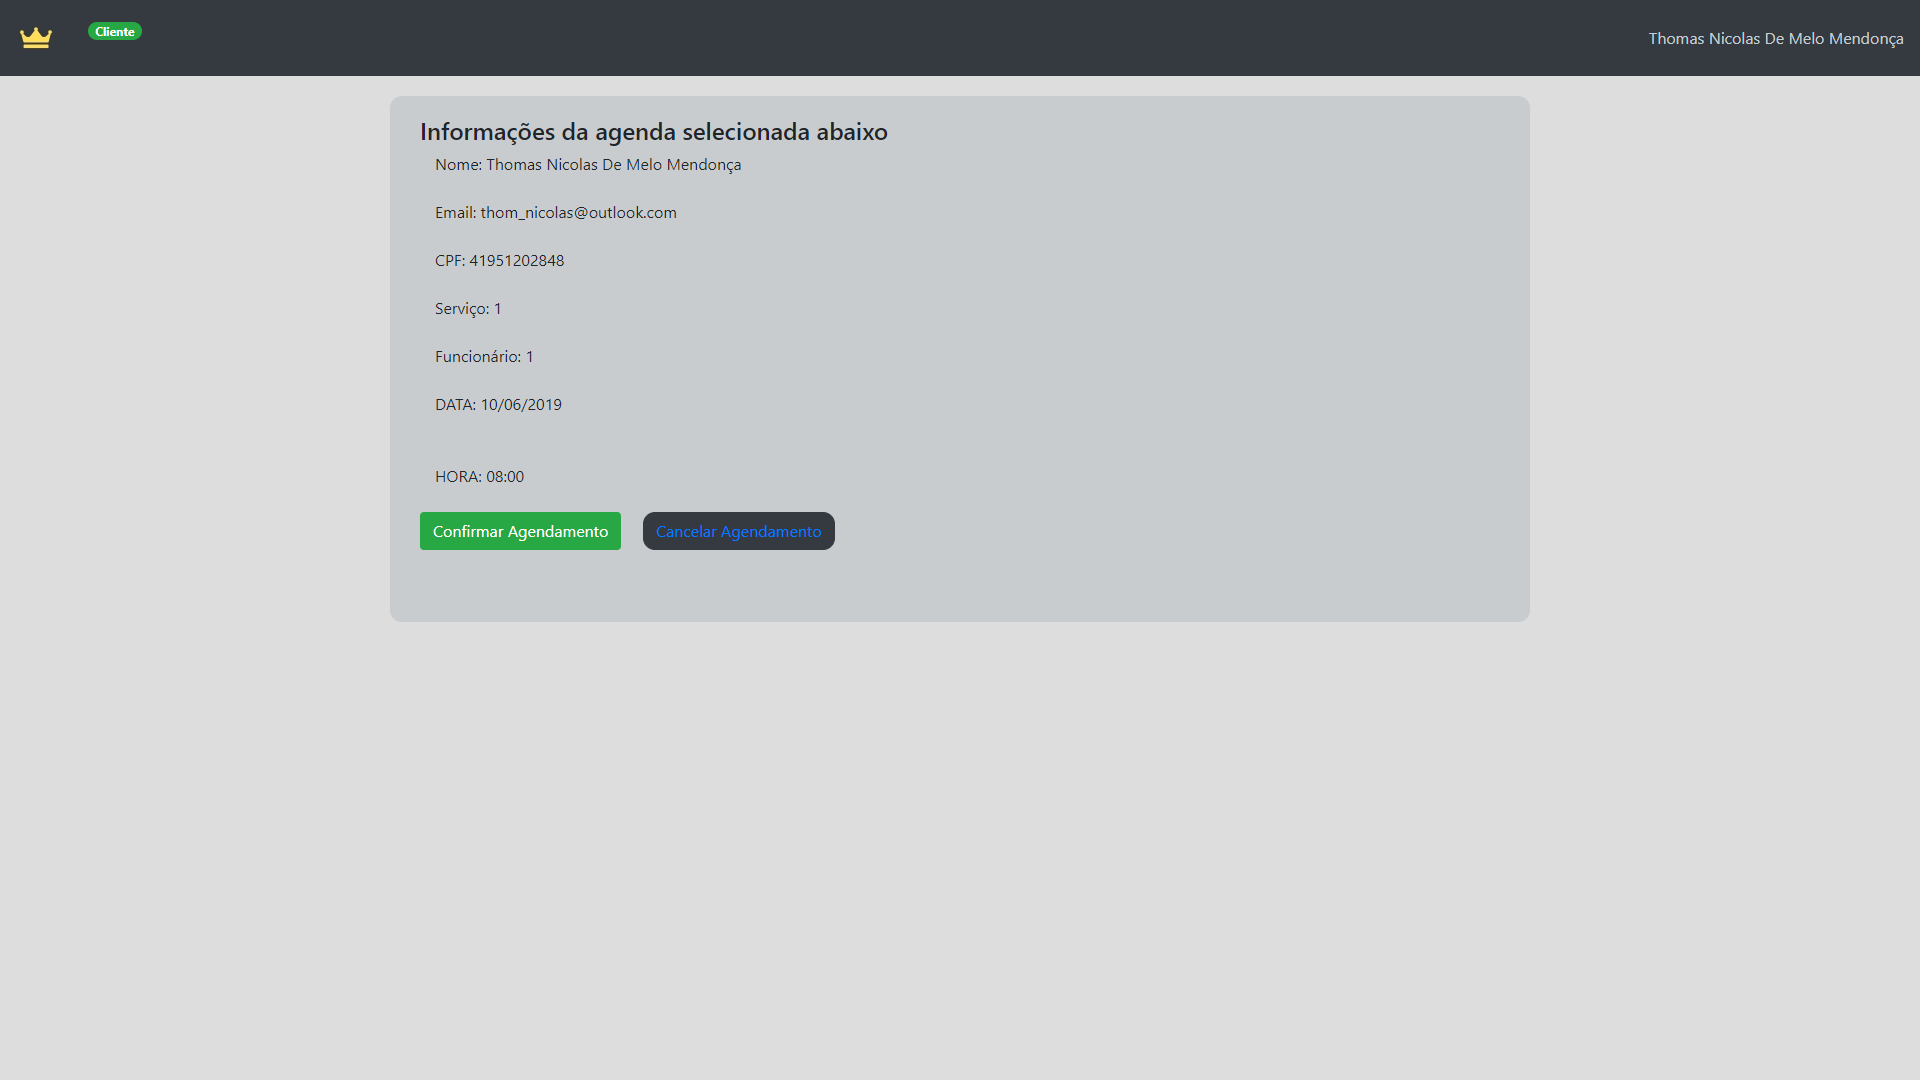 Cliente
Thomas Nicolas De Melo Mendonça
Informações da agenda selecionada abaixo
Nome: Thomas Nicolas De Melo Mendonça
Email: thom_nicolas@outlook.com
CPF: 41951202848
Serviço: 1
Funcionário: 1
DATA: 10/06/2019
HORA: 08:00
Confirmar Agendamento
Cancelar Agendamento